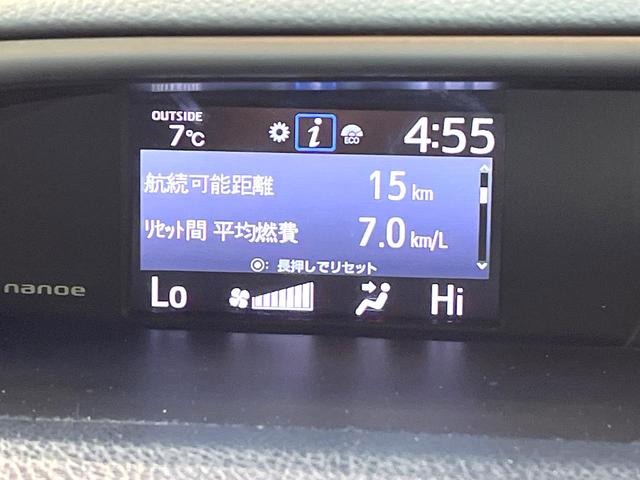 OUTSIDE
7℃
i
ECO
4:55
航続可能距離 15 km
ﾘｾｯﾄ間 平均燃費 7.0 km/L
長押しでリセット
nanoe
Lo
Hi